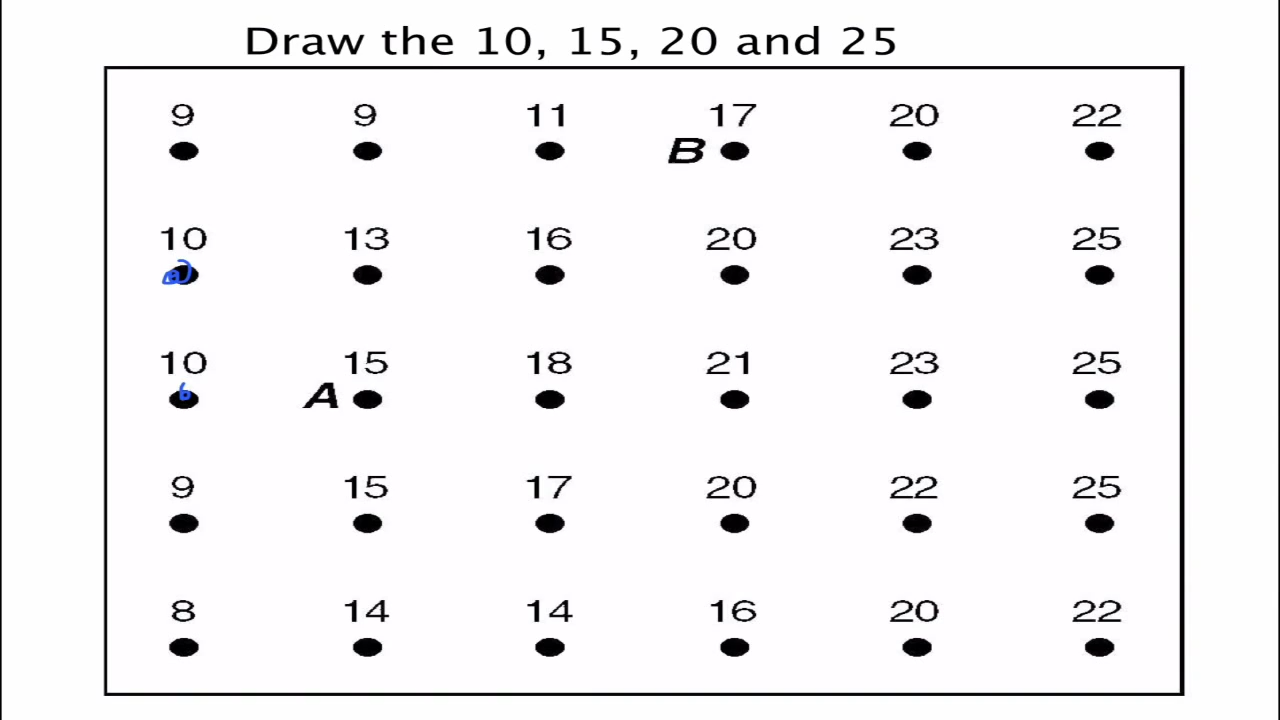 Draw the 10, 15, 20 and 25
9 9 11 17 20 22
B
10 13 16 20 23 25
10 15 18 21 23 25
A
9 15 17 20 22 25
8 14 14 16 20 22